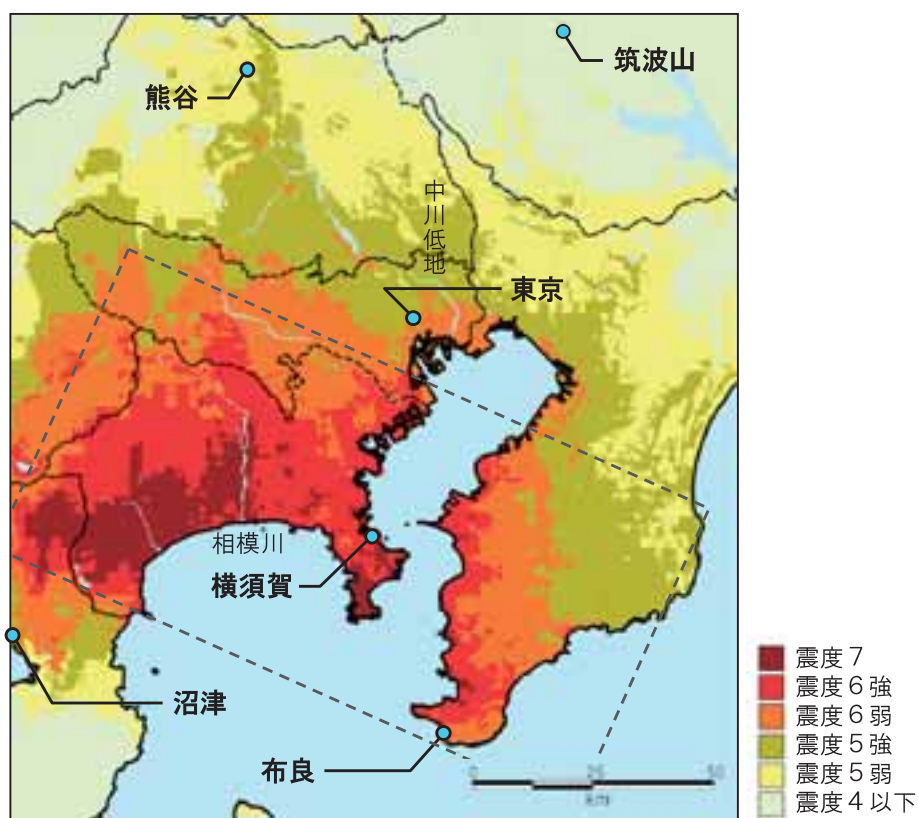 筑波山
熊谷
中川低地
東京
相模川
横須賀
沼津
布良
0 25 50
km
震度7
震度6強
震度6弱
震度5強
震度5弱
震度4以下